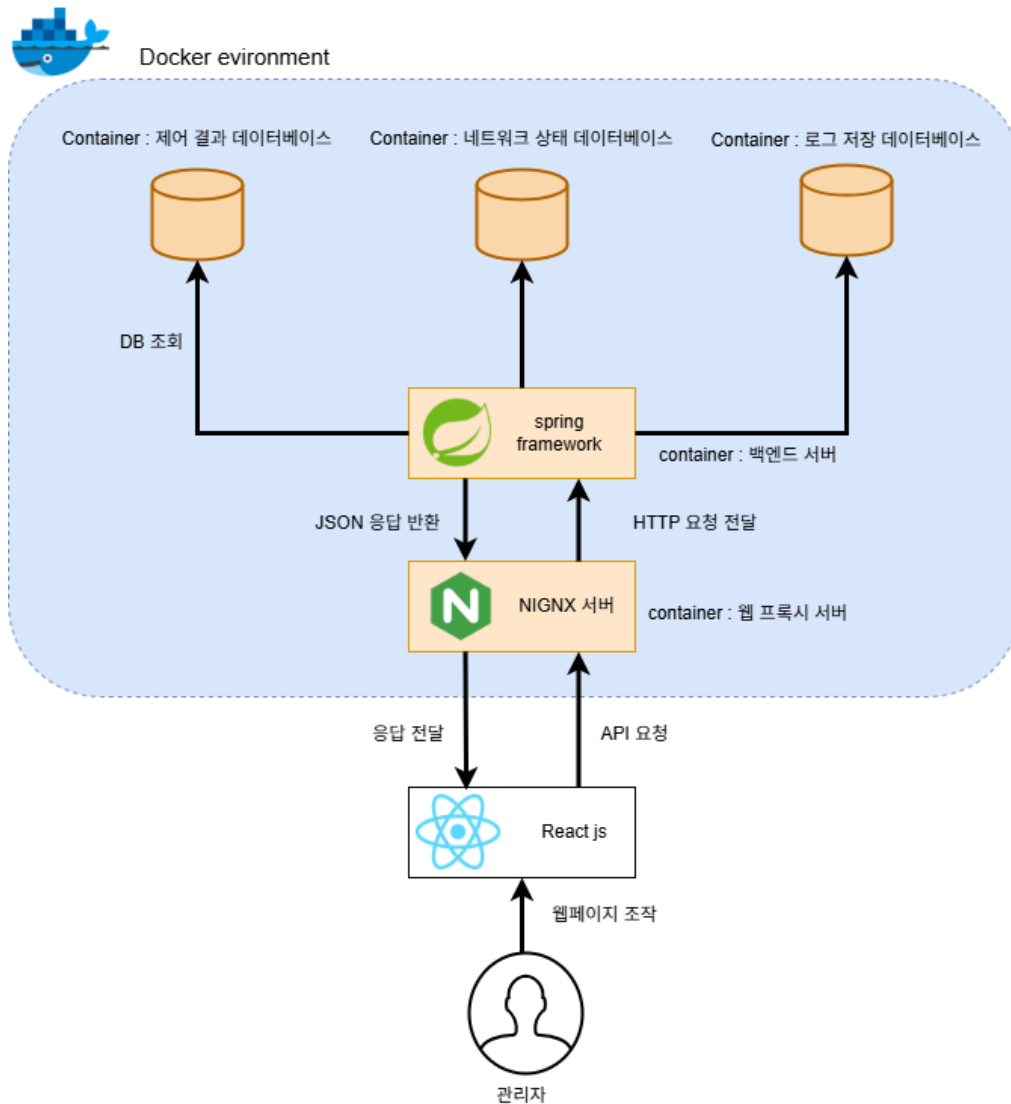 Docker evironment
Container : 제어 결과 데이터베이스
Container : 네트워크 상태 데이터베이스
Container : 로그 저장 데이터베이스
DB 조회
spring
framework
container : 백엔드 서버
JSON 응답 반환
HTTP 요청 전달
NIGNX 서버
container : 웹 프록시 서버
응답 전달
API 요청
React js
웹페이지 조작
관리자